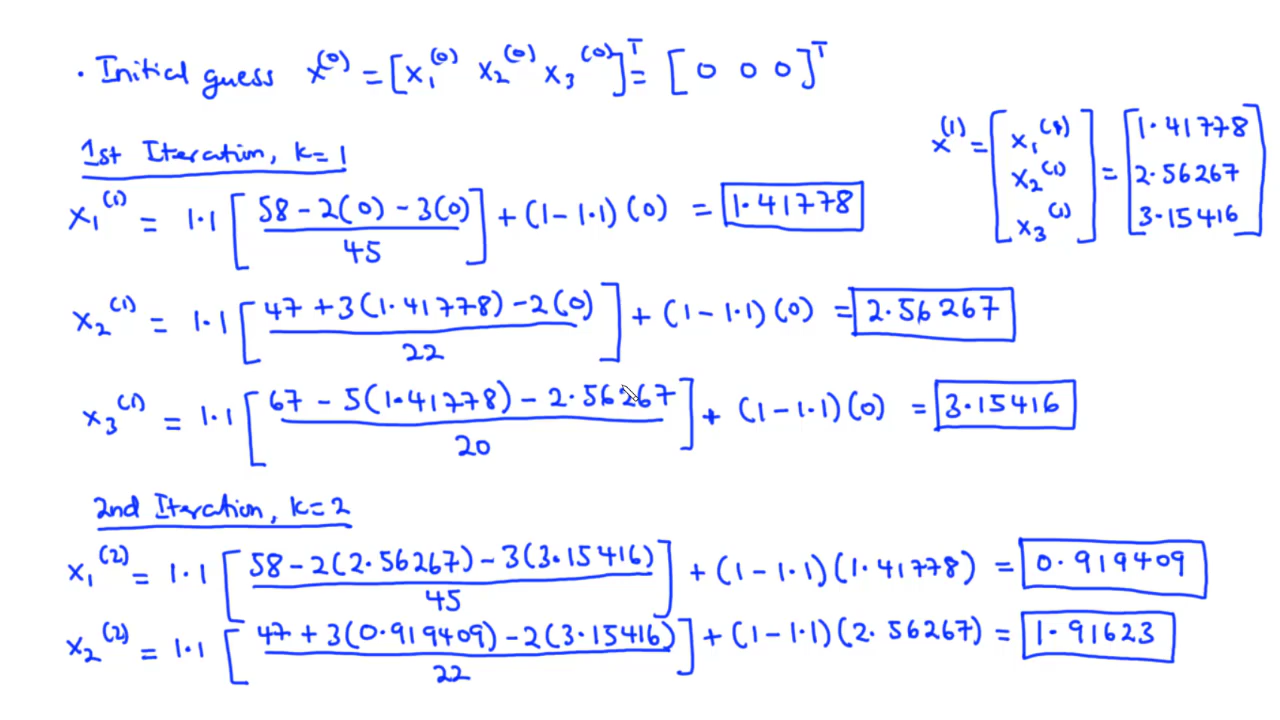 · Initial guess x^(0) = [x₁^(0) x₂^(0) x₃^(0)]^T = [0 0 0]^T
1st Iteration, k=1
x^(1) = [x₁^(1) x₂^(1) x₃^(1)] = [1.41778 2.56267 3.15416]
x₁^(1) = 1.1 [(58 - 2(0) - 3(0))/45] + (1 - 1.1)(0) = 1.41778
x₂^(1) = 1.1 [(47 + 3(1.41778) - 2(0))/22] + (1 - 1.1)(0) = 2.56267
x₃^(1) = 1.1 [(67 - 5(1.41778) - 2.56267)/20] + (1 - 1.1)(0) = 3.15416
2nd Iteration, k=2
x₁^(2) = 1.1 [(58 - 2(2.56267) - 3(3.15416))/45] + (1 - 1.1)(1.41778) = 0.919409
x₂^(2) = 1.1 [(47 + 3(0.919409) - 2(3.15416))/22] + (1 - 1.1)(2.56267) = 1.91623